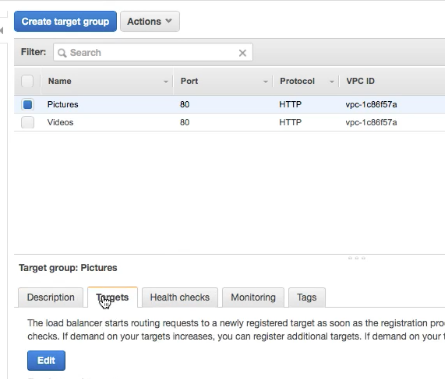 Create target group Actions
Filter: Search
Name Port Protocol VPC ID
Pictures 80 HTTP vpc-1c86f57a
Videos 80 HTTP vpc-1c86f57a
Target group: Pictures
Description Targets Health checks Monitoring Tags
The load balancer starts routing requests to a newly registered target as soon as the registration pro
checks. If demand on your targets increases, you can register additional targets. If demand on your t
Edit